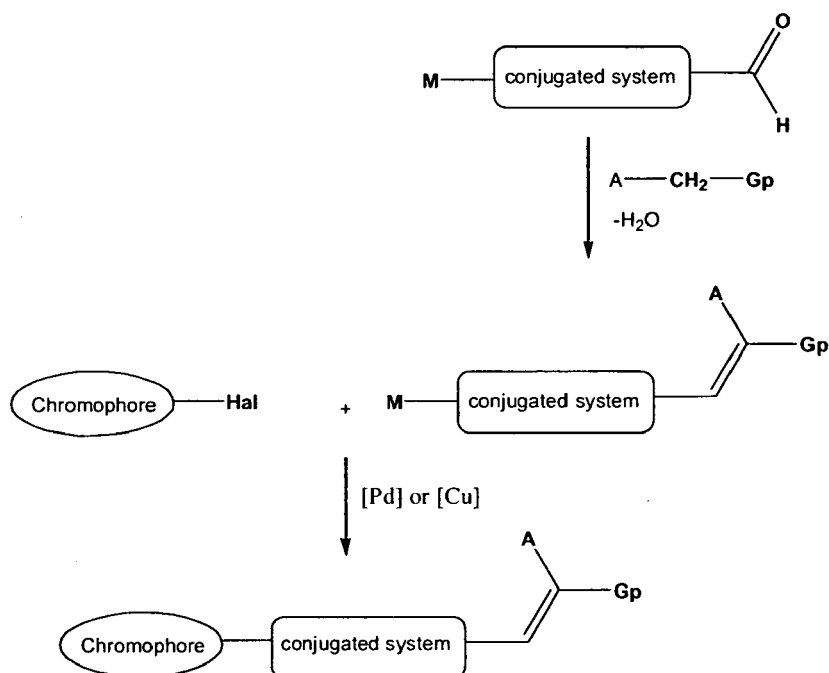 O
M conjugated system
H
A CH₂ Gp
-H₂O
A
Gp
Chromophore Hal + M conjugated system
[Pd] or [Cu]
A
Gp
Chromophore conjugated system